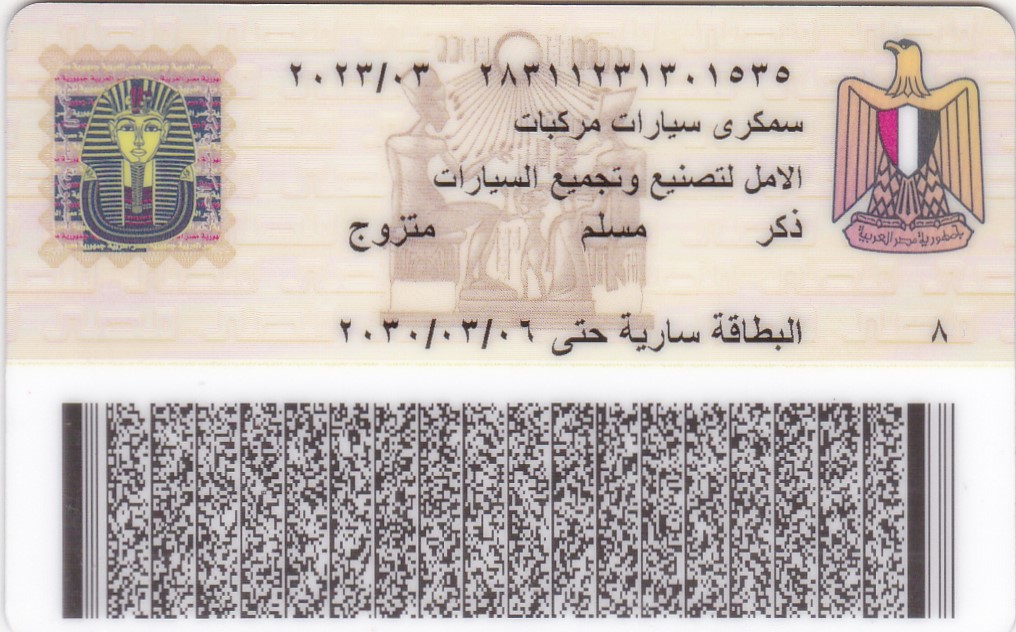 ٢٨٣١١٢٣١٣٠١٥٣٥ ٢٠٢٣/٠٣
سمكرى سيارات مركبات
الامل لتصنيع وتجميع السيارات
ذكر مسلم متزوج
جمهورية مصر العربية
٨ البطاقة سارية حتى ٢٠٣٠/٠٣/٠٦